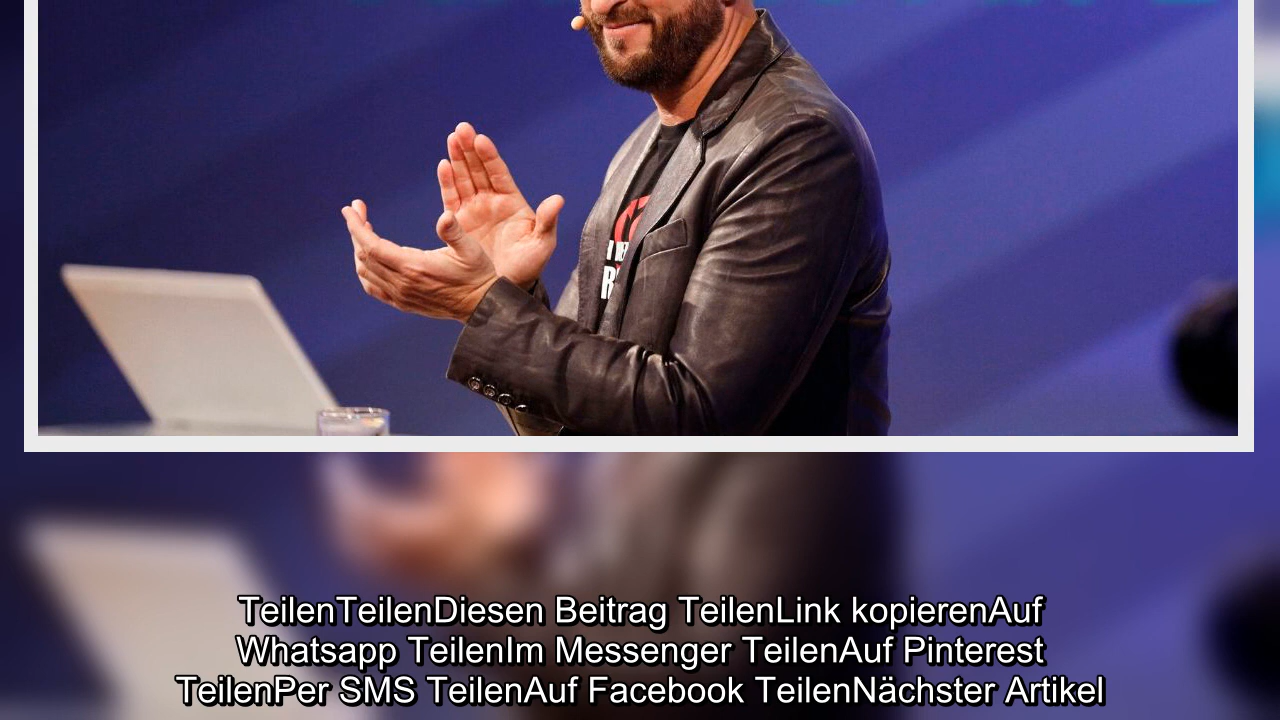 TeilenTeilenDiesen Beitrag TeilenLink kopierenAuf
Whatsapp TeilenIm Messenger TeilenAuf Pinterest
TeilenPer SMS TeilenAuf Facebook TeilenNächster Artikel